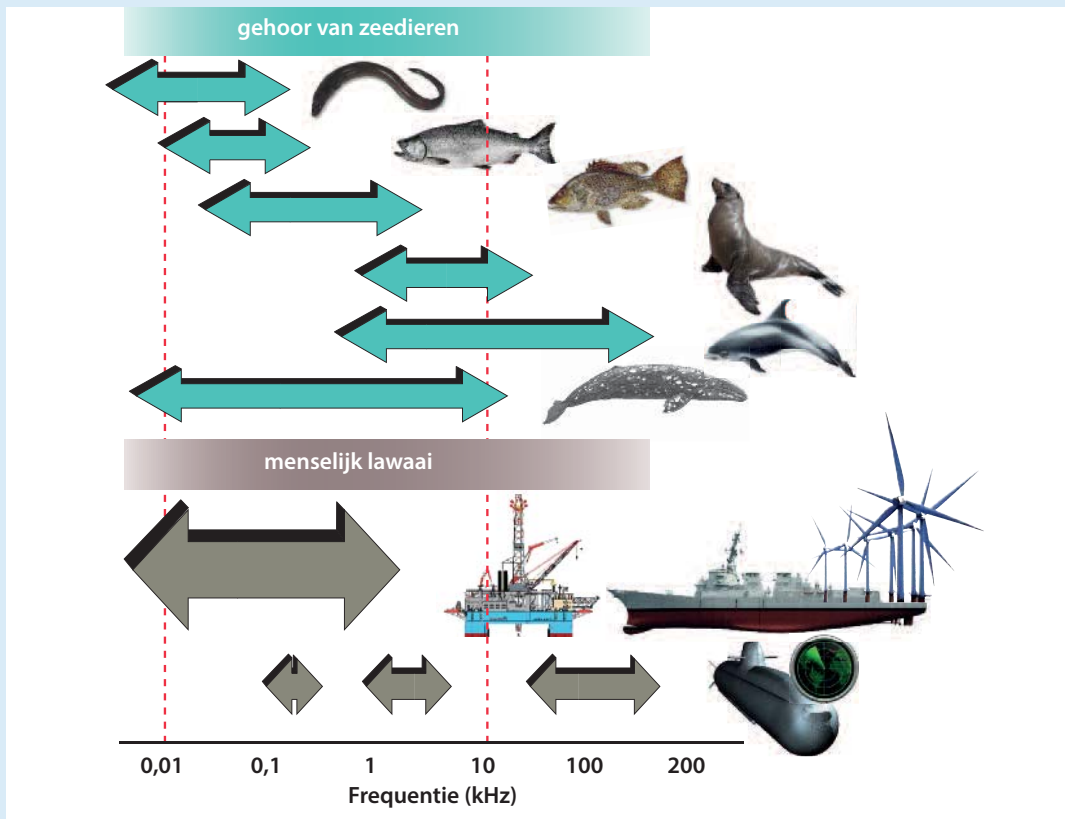 gehoor van zeedieren
menselijk lawaai
0,01 0,1 1 10 100 200
Frequentie (kHz)